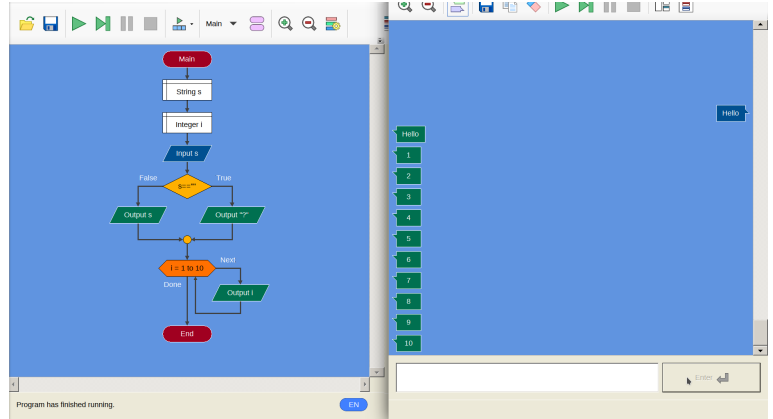 Main
Main
String s
Integer i
Input s
False
True
s==""
Output s
Output "?"
i = 1 to 10
Next
Done
Output i
End
Program has finished running.
EN
Hello
Hello
1
2
3
4
5
6
7
8
9
10
Enter